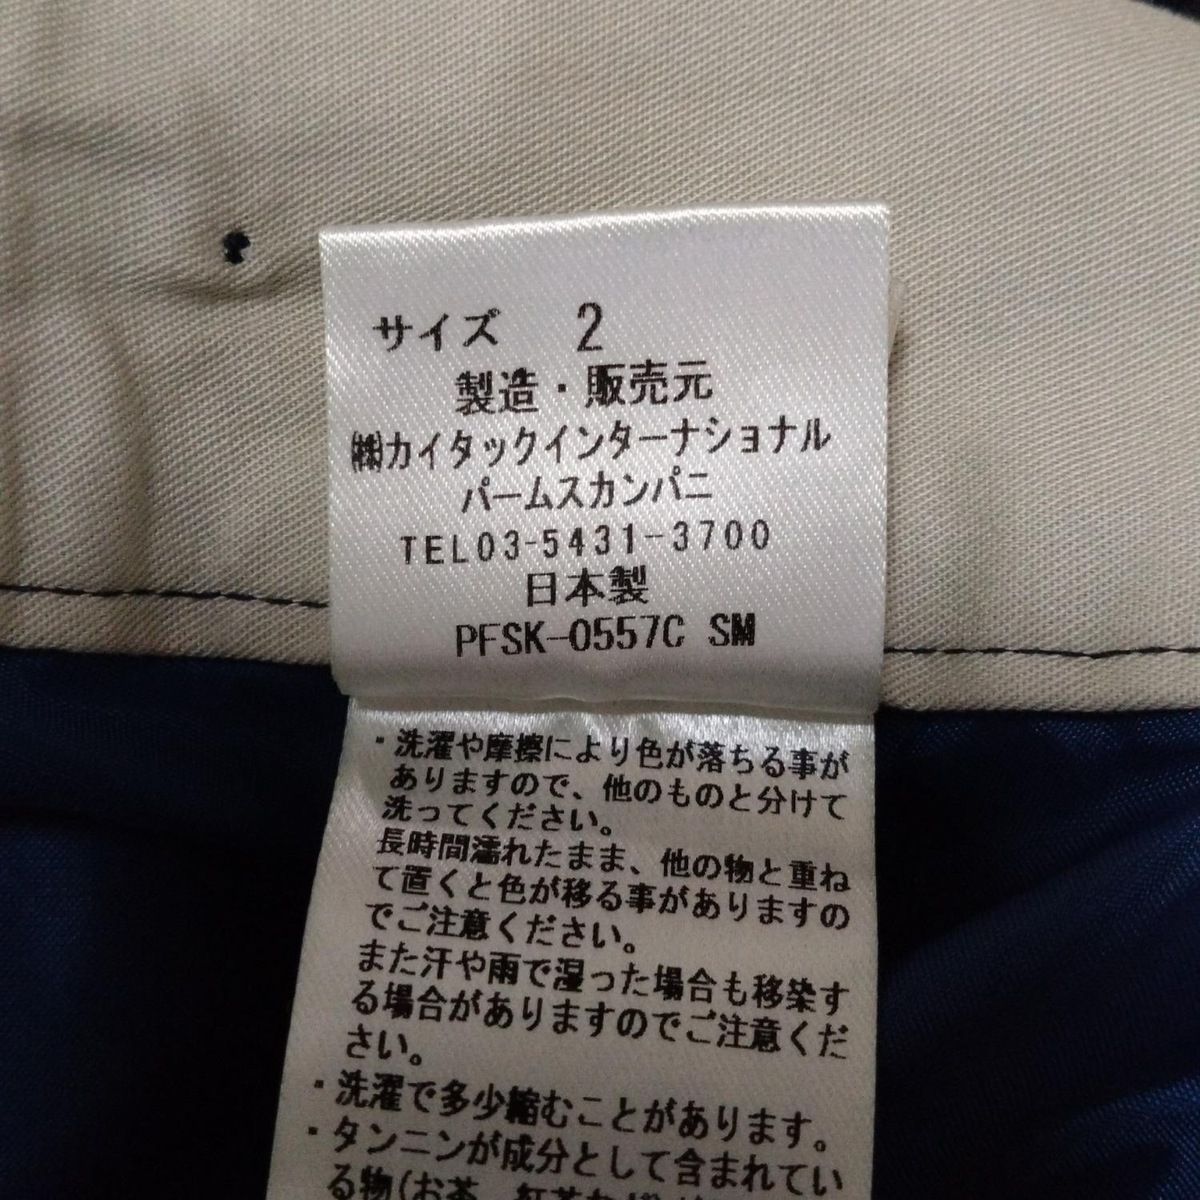 サイズ 2
製造・販売元
㈱カイタックインターナショナル
パームスカンパニ
TEL03-5431-3700
日本製
PFSK-0557C SM
・洗濯や摩擦により色が落ちる事が
ありますので、他のものと分けて
洗ってください。
長時間濡れたまま、他の物と重ね
て置くと色が移る事がありますの
でご注意ください。
また汗や雨で湿った場合も移染す
る場合がありますのでご注意くだ
さい。
・洗濯で多少縮むことがあります。
・タンニンが成分として含まれてい
る物(お茶、紅茶など)